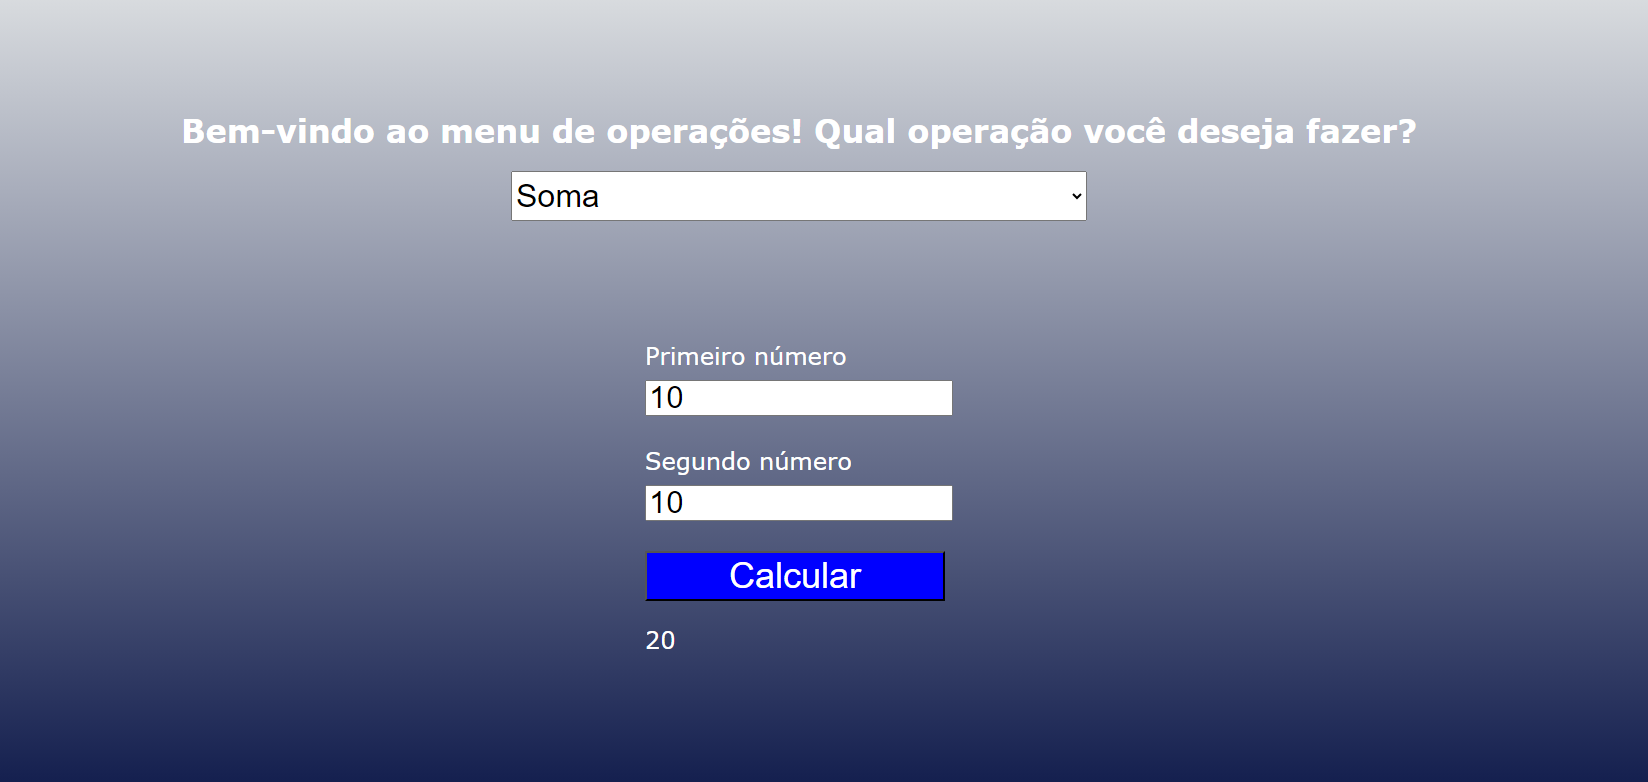 Bem-vindo ao menu de operações! Qual operação você deseja fazer?
Soma
Primeiro número
10
Segundo número
10
Calcular
20